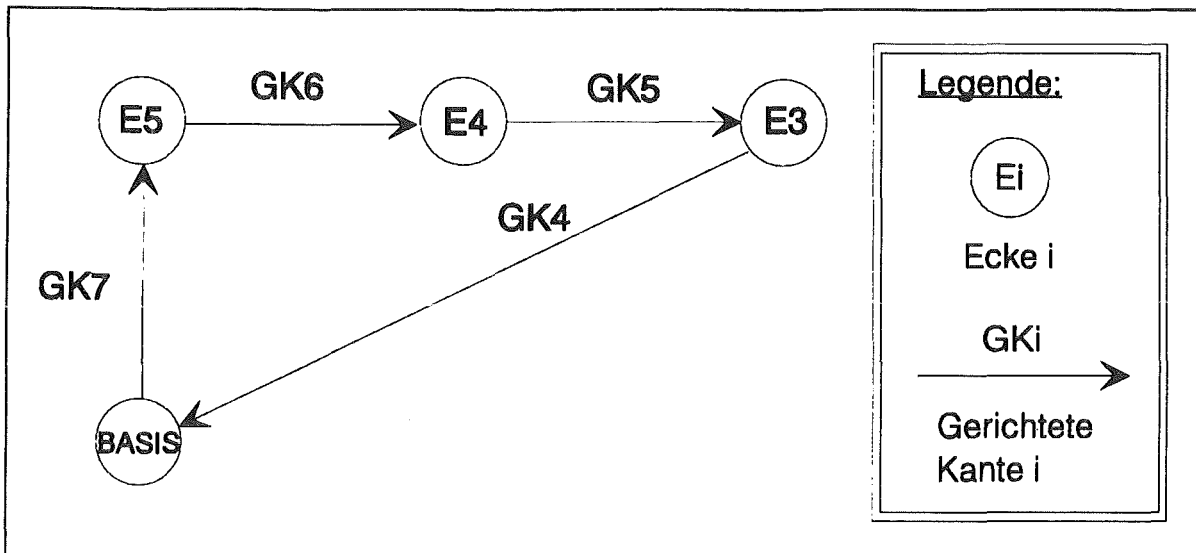 GK6
GK5
E5
E4
E3
GK4
GK7
BASIS
Legende:
Ei
Ecke i
GKi
Gerichtete
Kante i